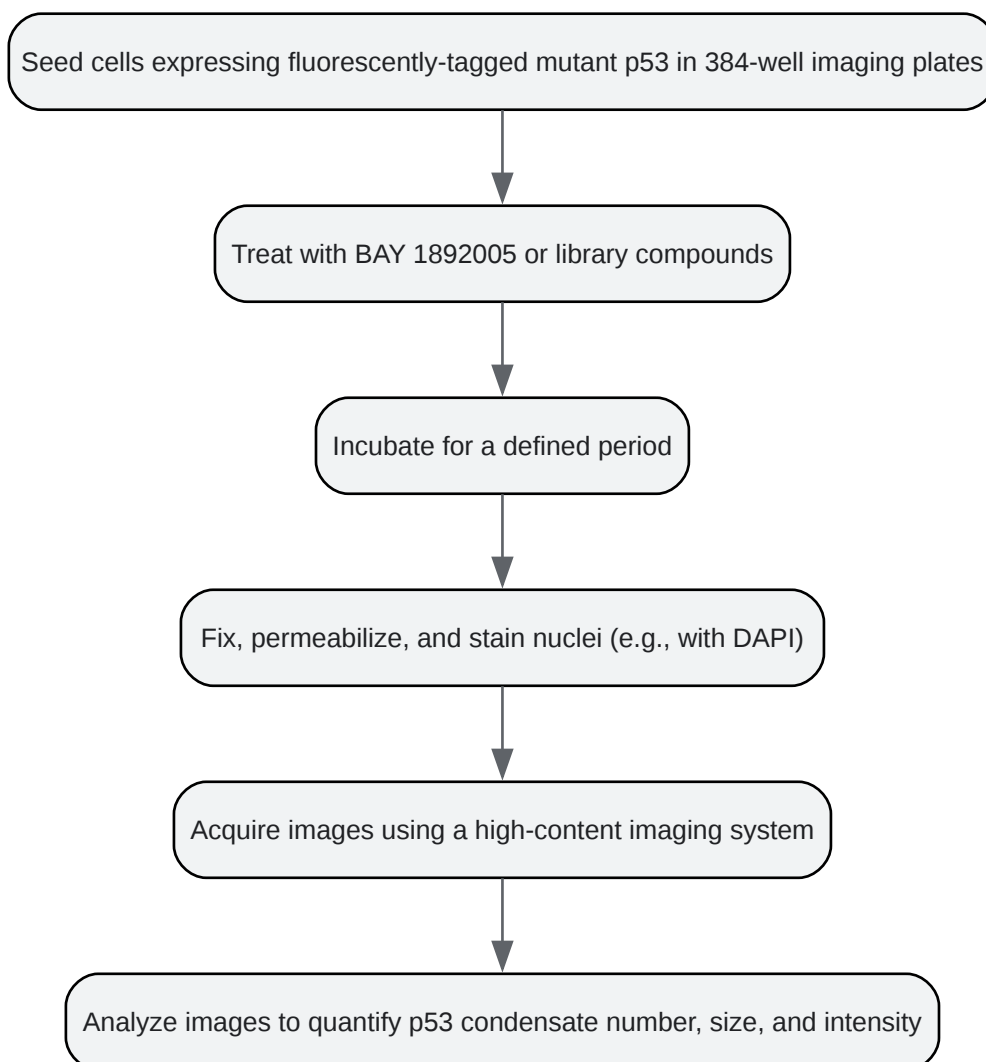 Seed cells expressing fluorescently-tagged mutant p53 in 384-well imaging plates
Treat with BAY 1892005 or library compounds
Incubate for a defined period
Fix, permeabilize, and stain nuclei (e.g., with DAPI)
Acquire images using a high-content imaging system
Analyze images to quantify p53 condensate number, size, and intensity